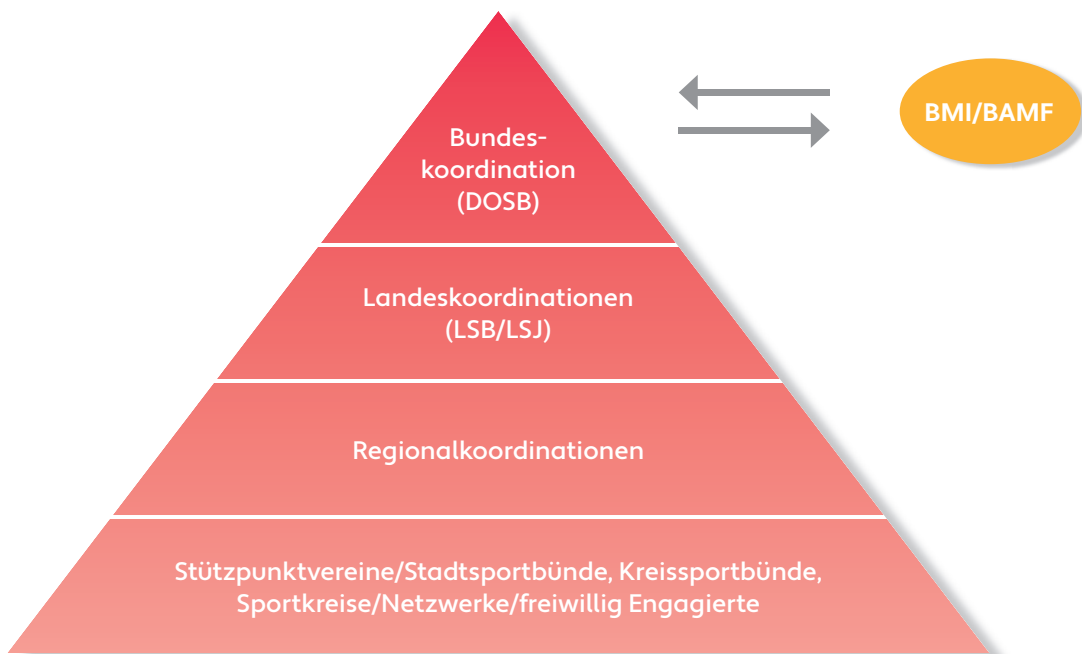 Bundes-
koordination
(DOSB)
BMI/BAMF
Landeskoordinationen
(LSB/LSJ)
Regionalkoordinationen
Stützpunktvereine/Stadtsportbünde, Kreissportbünde,
Sportkreise/Netzwerke/freiwillig Engagierte